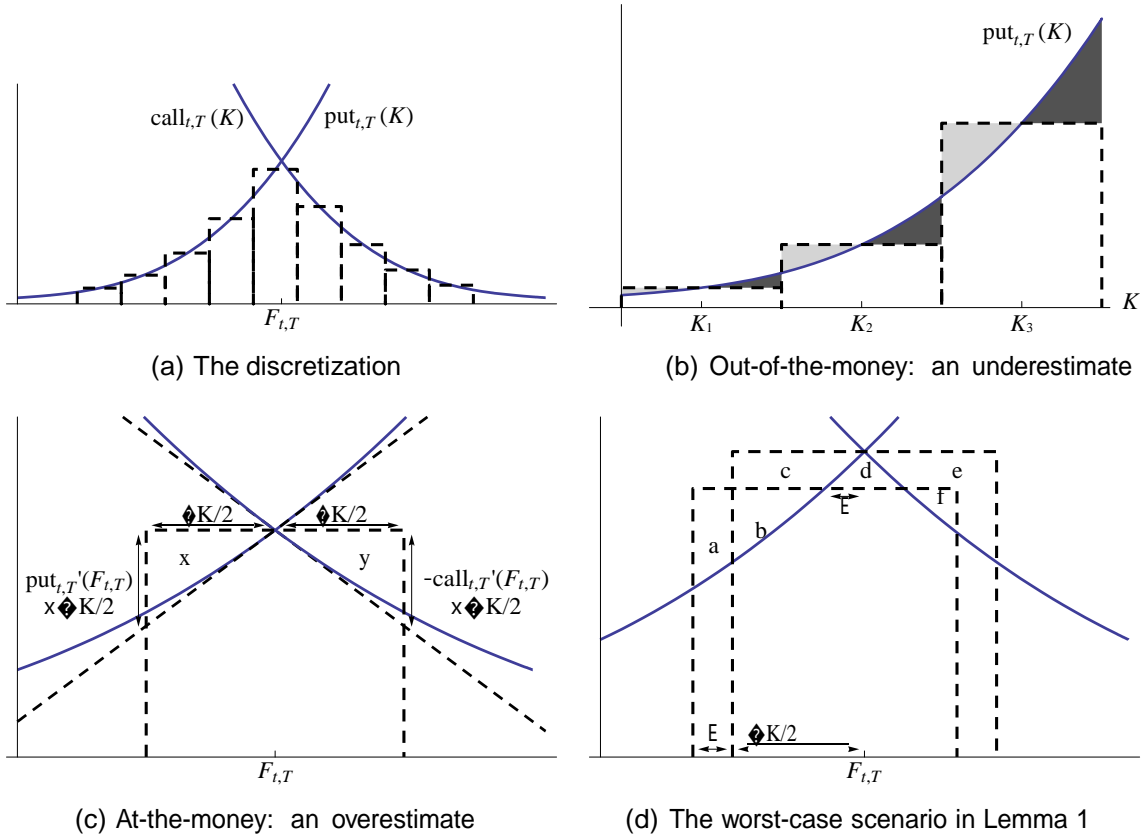 call_{t,T}(K) put_{t,T}(K)
F_{t,T}
(a) The discretization
put_{t,T}(K)
K_1 K_2 K_3 K
(b) Out-of-the-money: an underestimate
�K/2 �K/2
x y
put_{t,T}'(F_{t,T})
x�K/2
-call_{t,T}'(F_{t,T})
x�K/2
F_{t,T}
(c) At-the-money: an overestimate
c d e
E f
a b
E �K/2
F_{t,T}
(d) The worst-case scenario in Lemma 1